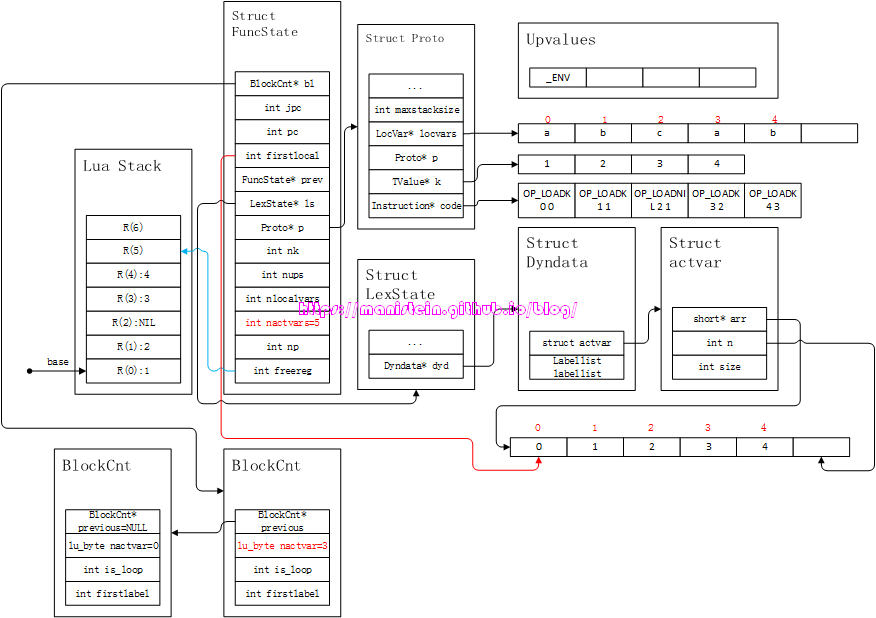 Struct
FuncState
BlockCnt* bl
int jpc
int pc
int firstlocal
FuncState* prev
LexState* ls
Proto* p
int nk
int nups
int nlocalvars
int nactvars=5
int np
int freereg
Struct Proto
...
int maxstacksize
LocVar* locvars
Proto* p
TValue* k
Instruction* code
Upvalues
_ENV
0 1 2 3 4
a b c a b
1 2 3 4
OP_LOADK OP_LOADK OP_LOADNI OP_LOADK OP_LOADK
0 0 1 1 L 2 1 3 2 4 3
Lua Stack
R(6)
R(5)
R(4):4
R(3):3
R(2):NIL
R(1):2
R(0):1
base
Struct
LexState
...
Dyndata* dyd
https://manistein.github.io/blog/
Struct
Dyndata
struct actvar
Labellist
labellist
Struct
actvar
short* arr
int n
int size
0 1 2 3 4
0 1 2 3 4
BlockCnt
BlockCnt*
previous=NULL
lu_byte nactvar=0
int is_loop
int firstlabel
BlockCnt
BlockCnt*
previous
lu_byte nactvar=3
int is_loop
int firstlabel